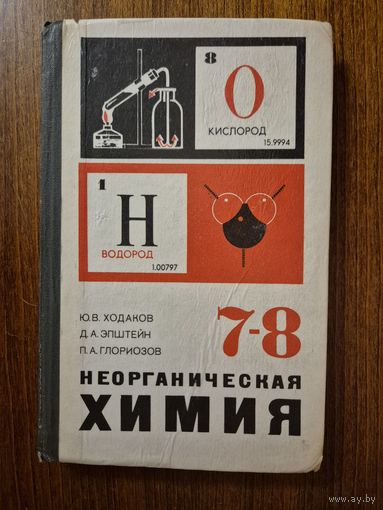 8
О
КИСЛОРОД
15.9994
1
Н
ВОДОРОД
1.00797
Ю.В. ХОДАКОВ
Д.А. ЭПШТЕЙН
П.А. ГЛОРИОЗОВ
7-8
НЕОРГАНИЧЕСКАЯ
ХИМИЯ
www.ay.by